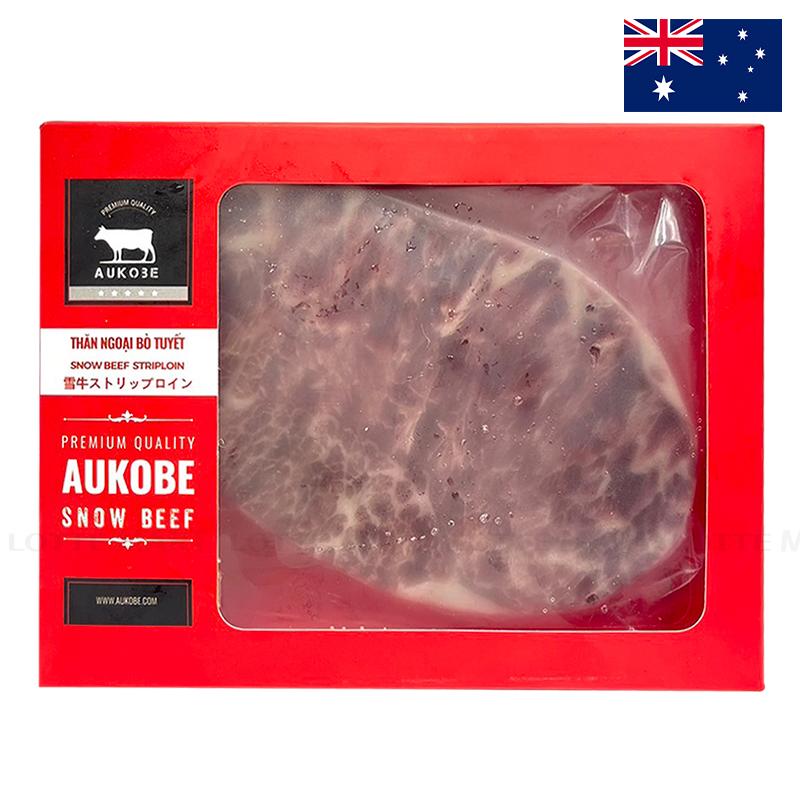 PREMIUM QUALITY
AUKOBE
THĂN NGOẠI BÒ TUYẾT
SNOW BEEF STRIPLOIN
雪牛ストリップロイン
PREMIUM QUALITY
AUKOBE
SNOW BEEF
WWW.AUKOBE.COM